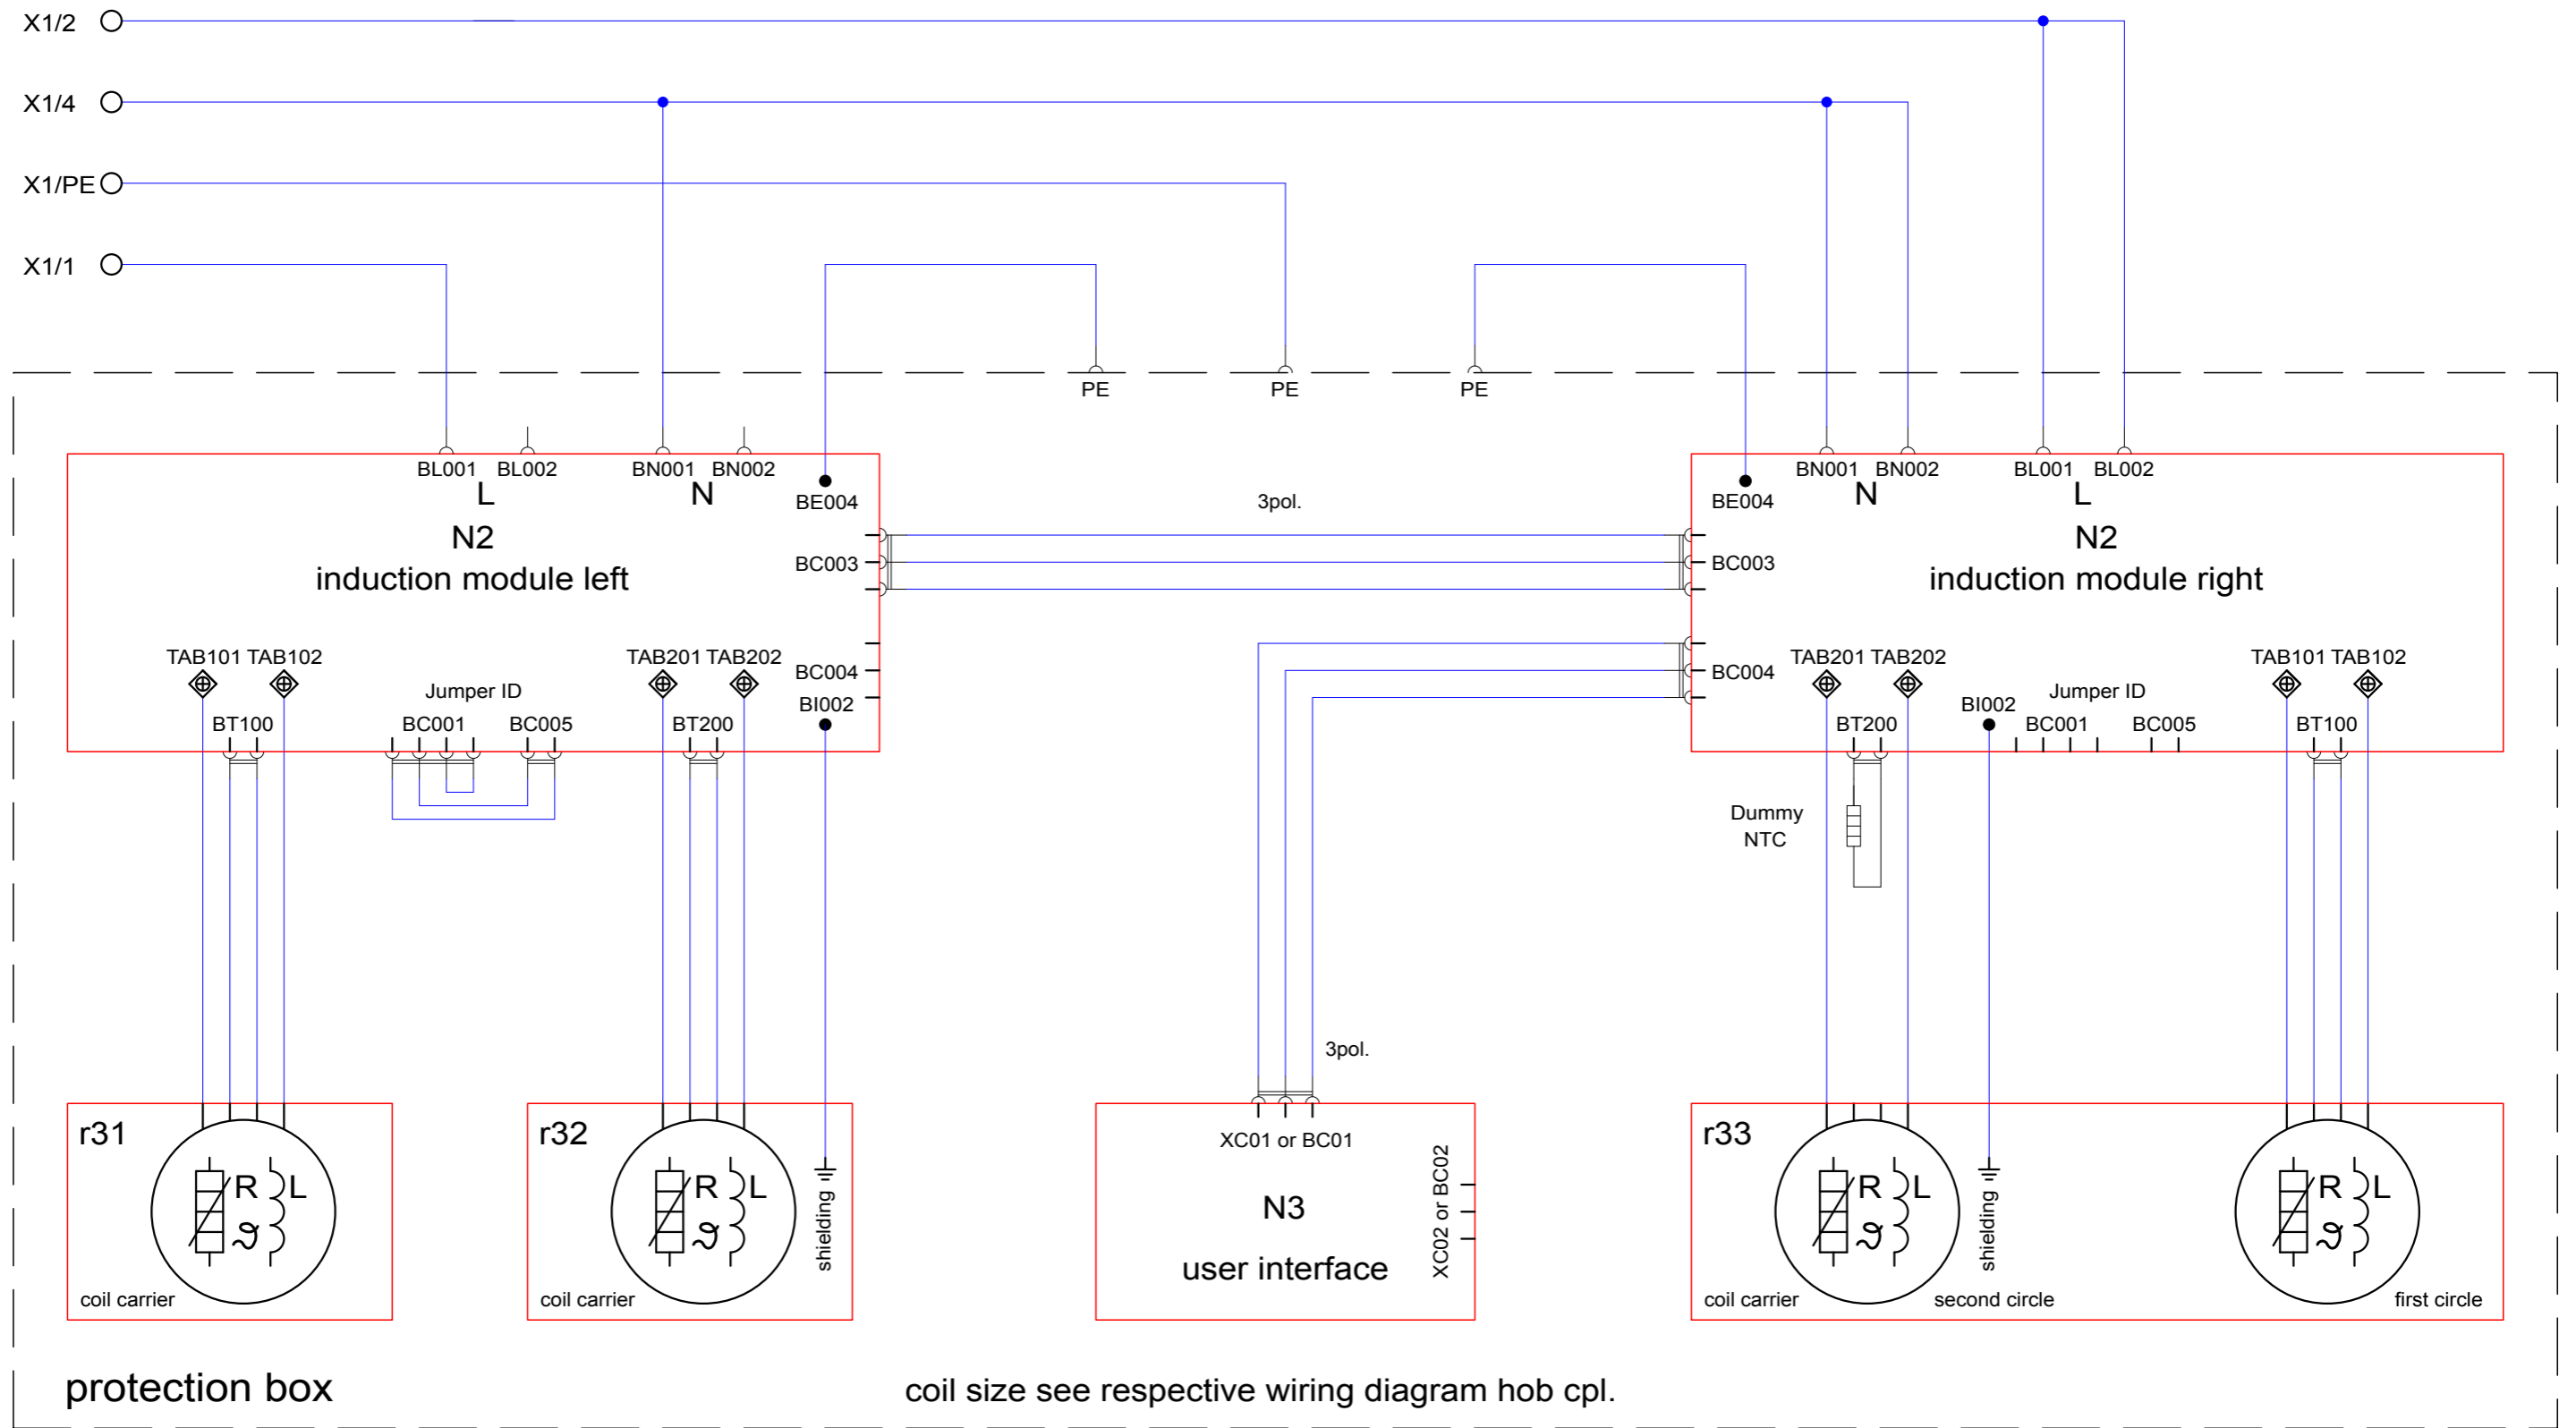 X1/2
X1/4
X1/PE
X1/1
PE
PE
PE
BL001
BL002
BN001
BN002
L
N
BE004
N2
induction module left
BC003
TAB101
TAB102
Jumper ID
TAB201
TAB202
BC004
BI002
BT100
BC001
BC005
BT200
3pol.
BN001
BN002
BL001
BL002
BE004
N
L
N2
induction module right
BC003
BC004
TAB201
TAB202
Jumper ID
TAB101
TAB102
BI002
BT200
BC001
BC005
BT100
Dummy
NTC
3pol.
r31
R
L
ϑ
coil carrier
r32
R
L
ϑ
shielding
coil carrier
XC01 or BC01
XC02 or BC02
N3
user interface
r33
R
L
ϑ
shielding
R
L
ϑ
coil carrier
second circle
first circle
protection box
coil size see respective wiring diagram hob cpl.